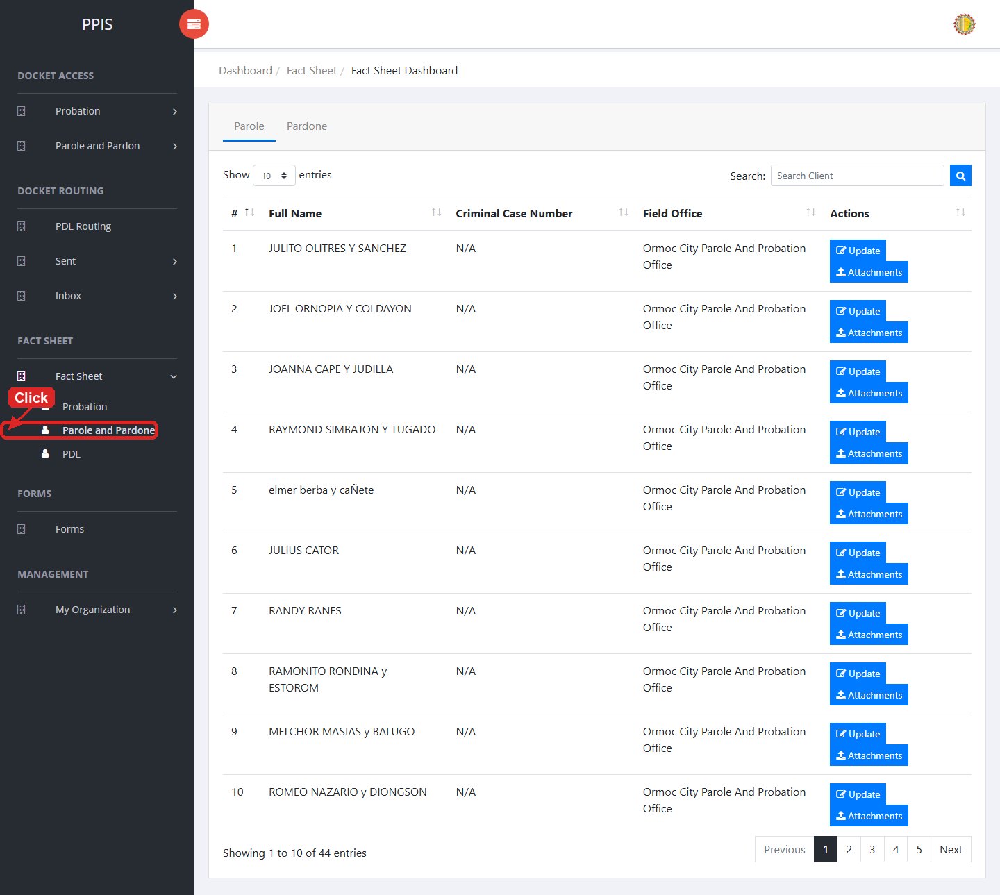 PPIS
DOCKET ACCESS
Probation
Parole and Pardon
DOCKET ROUTING
PDL Routing
Sent
Inbox
FACT SHEET
Fact Sheet
Click
Probation
Parole and Pardone
PDL
FORMS
Forms
MANAGEMENT
My Organization
Dashboard / Fact Sheet / Fact Sheet Dashboard
Parole Pardone
Show 10 entries Search: Search Client
# Full Name Criminal Case Number Field Office Actions
1 JULITO OLITRES Y SANCHEZ N/A Ormoc City Parole And Probation Update
Office Attachments
2 JOEL ORNOPIA Y COLDAYON N/A Ormoc City Parole And Probation Update
Office Attachments
3 JOANNA CAPE Y JUDILLA N/A Ormoc City Parole And Probation Update
Office Attachments
4 RAYMOND SIMBAJON Y TUGADO N/A Ormoc City Parole And Probation Update
Office Attachments
5 elmer berba y caÑete N/A Ormoc City Parole And Probation Update
Office Attachments
6 JULIUS CATOR N/A Ormoc City Parole And Probation Update
Office Attachments
7 RANDY RANES N/A Ormoc City Parole And Probation Update
Office Attachments
8 RAMONITO RONDINA y N/A Ormoc City Parole And Probation Update
ESTOROM Office Attachments
9 MELCHOR MASIAS y BALUGO N/A Ormoc City Parole And Probation Update
Office Attachments
10 ROMEO NAZARIO y DIONGSON N/A Ormoc City Parole And Probation Update
Office Attachments
Showing 1 to 10 of 44 entries Previous 1 2 3 4 5 Next